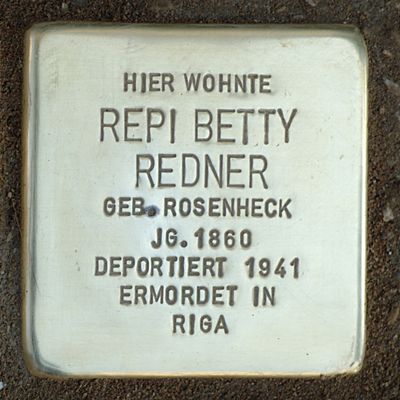 HIER WOHNTE
REPI BETTY
REDNER
GEB. ROSENHECK
JG. 1860
DEPORTIERT 1941
ERMORDET IN
RIGA